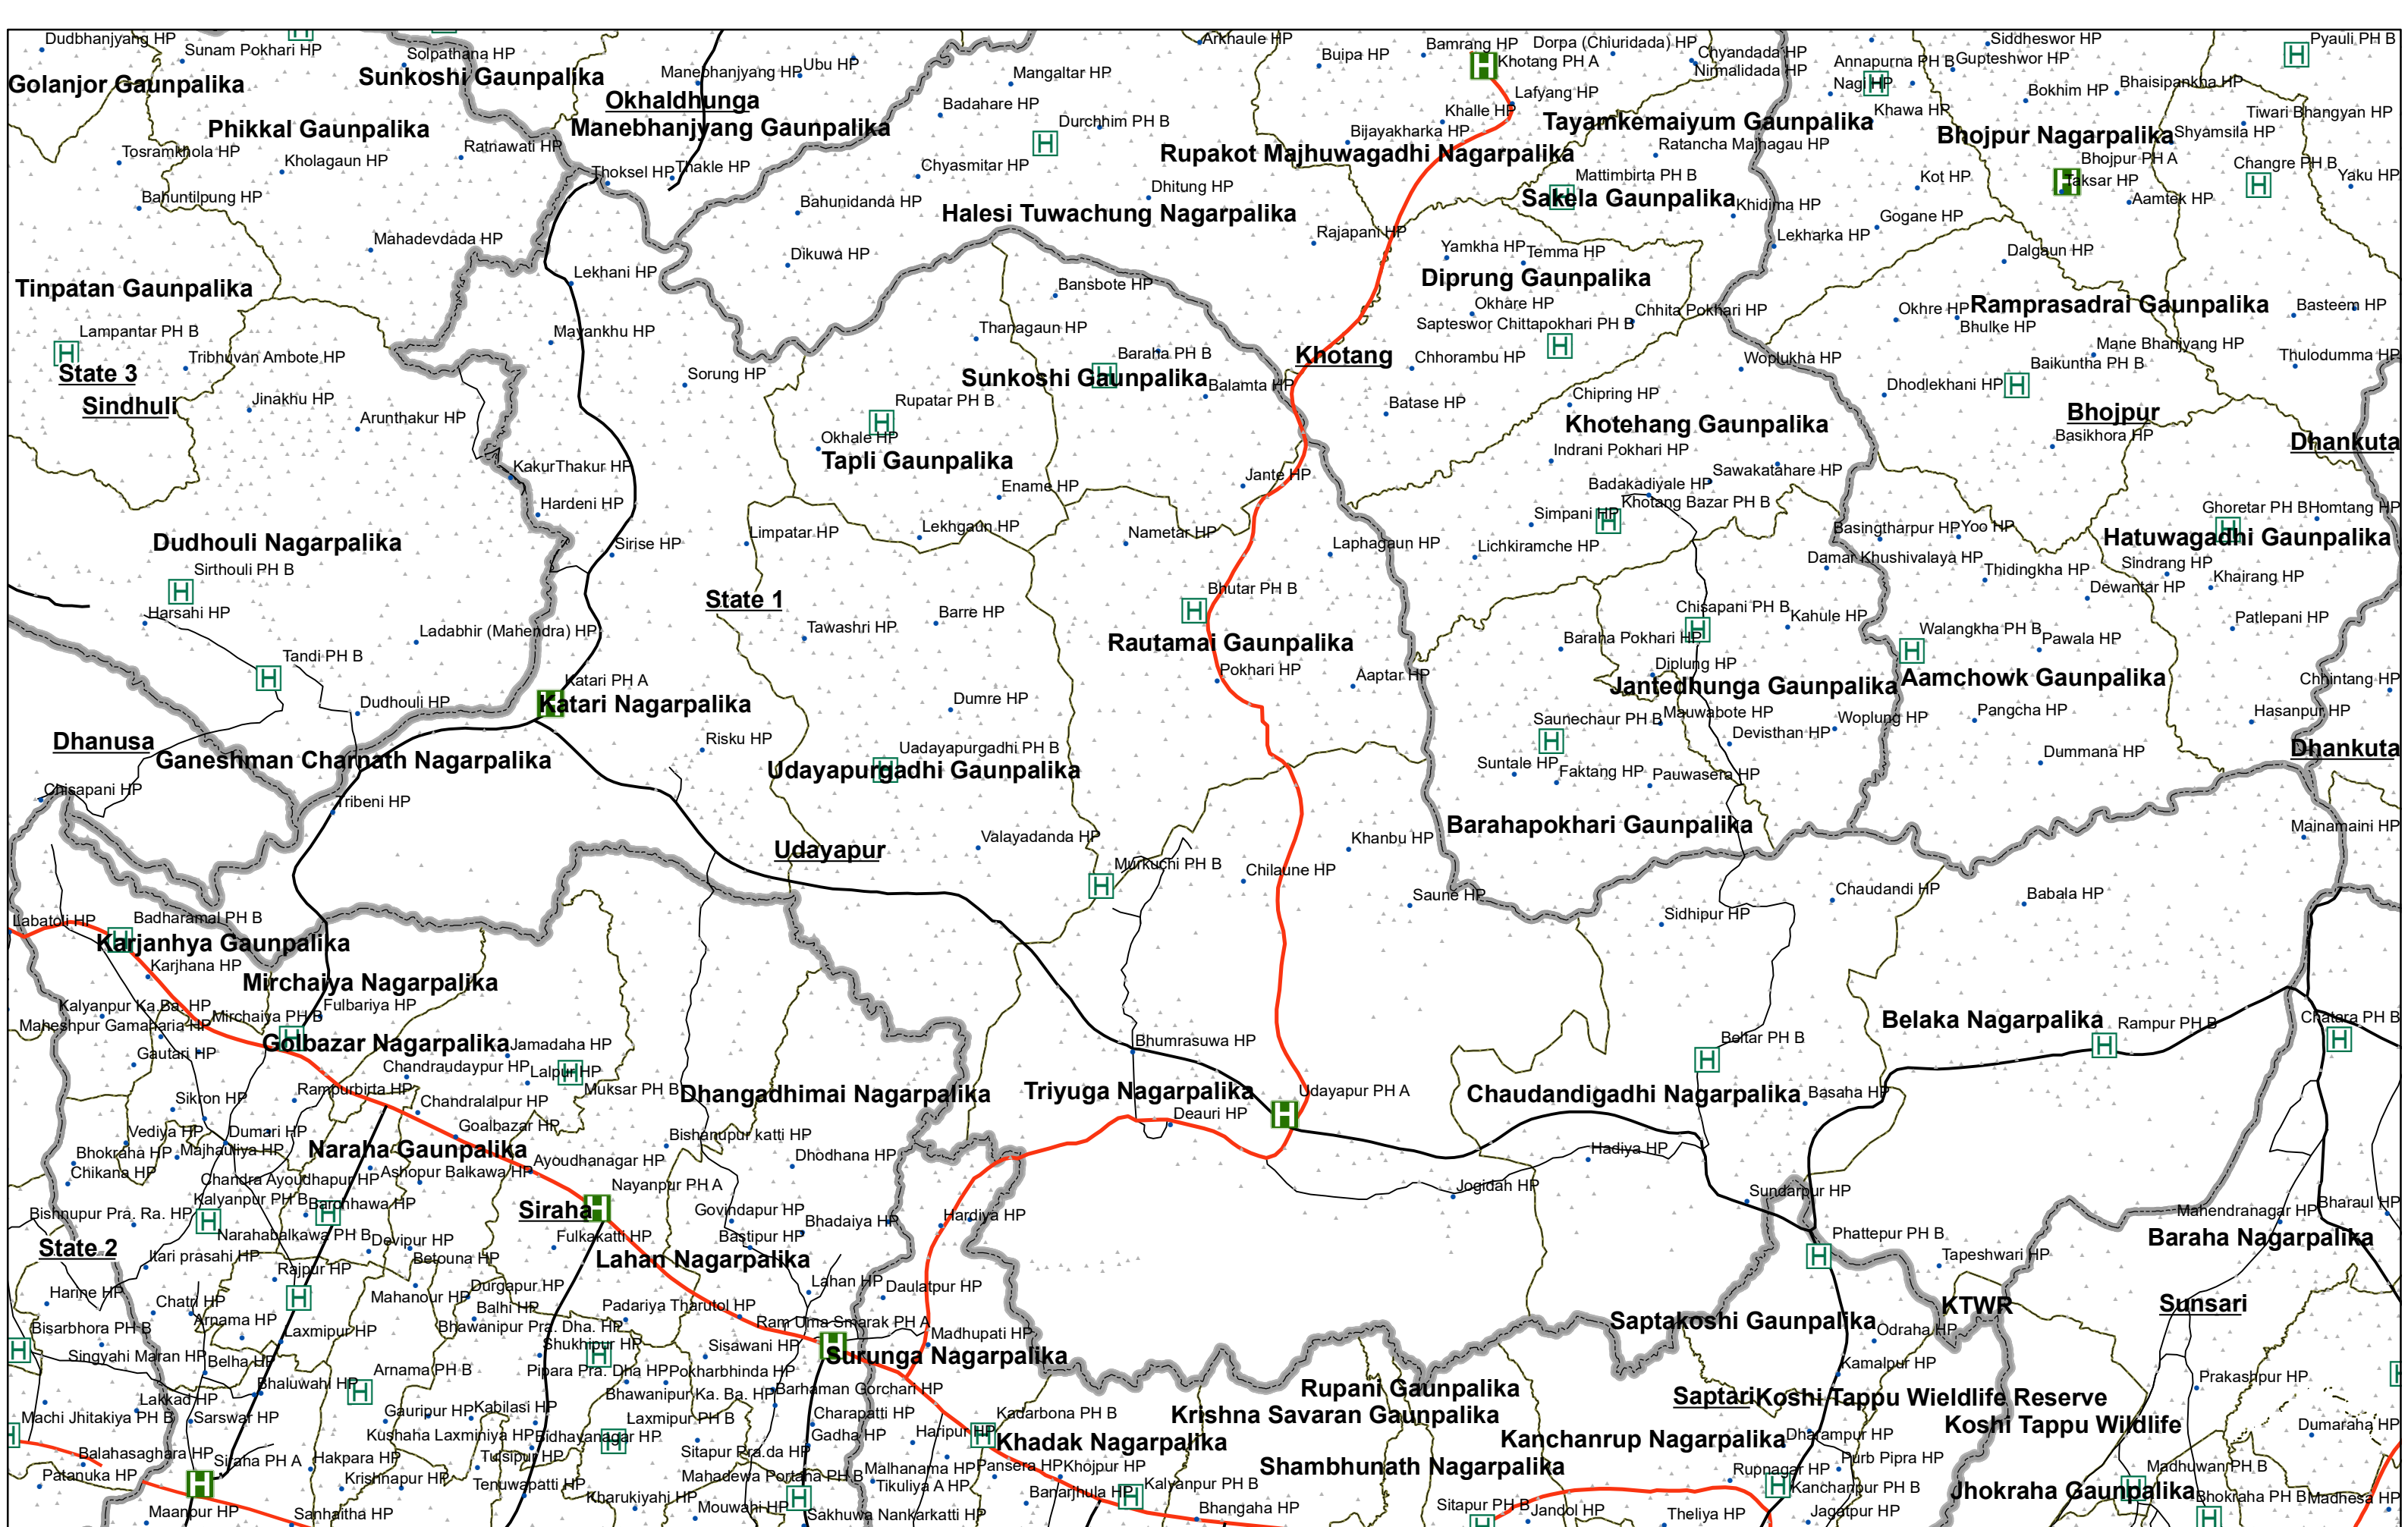 Dudbhanjyang HP
Sunam Pokhari HP
Solpathana HP
Golanjor Gaunpalika
Sunkoshi Gaunpalika
Manebhanjyang HP
Ubu HP
Mangaltar HP
Arkhaule HP
Buipa HP
Bamrang HP
Dorpa (Chiuridada) HP
Khotang PH A
Chyandada HP
Nirmalidada HP
Annapurna PH B
Siddheswor HP
Gupteshwor HP
Pyauli PH B
Nagi HP
Bokhim HP
Bhaisipankha HP
Okhaldhunga
Manebhanjyang Gaunpalika
Phikkal Gaunpalika
Badahare HP
Durchhim PH B
Lafyang HP
Khalle HP
Bijayakharka HP
Tayamkemaiyum Gaunpalika
Khawa HP
Bhojpur Nagarpalika
Tiwari Bhangyan HP
Shyamsila HP
Tosramkhola HP
Kholagaun HP
Ratnawati HP
Thoksel HP
Thakle HP
Chyasmitar HP
Rupakot Majhuwagadhi Nagarpalika
Ratancha Majhagau HP
Bhojpur PH A
Changre PH B
Bahuntilpung HP
Bahunidanda HP
Dhitung HP
Mattimbirta PH B
Sakela Gaunpalika
Khidima HP
Kot HP
Taksar HP
Yaku HP
Aamtek HP
Halesi Tuwachung Nagarpalika
Gogane HP
Mahadevdada HP
Dikuwa HP
Rajapani HP
Yamkha HP
Temma HP
Lekharka HP
Dalgaun HP
Tinpatan Gaunpalika
Lekhani HP
Bansbote HP
Diprung Gaunpalika
Okhare HP
Chhita Pokhari HP
Okhre HP
Ramprasadrai Gaunpalika
Basteem HP
Lampantar PH B
Mayankhu HP
Thanagaun HP
Sapteswor Chittapokhari PH B
Bhulke HP
Tribhuvan Ambote HP
State 3
Sindhuli
Sorung HP
Baraha PH B
Sunkoshi Gaunpalika
Balamta HP
Khotang
Chhorambu HP
Woplukha HP
Mane Bhanjyang HP
Baikuntha PH B
Thulodumma HP
Jinakhu HP
Arunthakur HP
Rupatar PH B
Batase HP
Chipring HP
Dhodlekhani HP
Bhojpur
Okhale HP
Tapli Gaunpalika
Khotehang Gaunpalika
Basikhora HP
Dhankuta
KakurThakur HP
Ename HP
Jante HP
Indrani Pokhari HP
Sawakatahare HP
Badakadiyale HP
Khotang Bazar PH B
Hardeni HP
Simpani HP
Ghoretar PH B
Homtang HP
Dudhouli Nagarpalika
Sirise HP
Limpatar HP
Lekhgaun HP
Nametar HP
Laphagaun HP
Lichkiramche HP
Basingtharpur HP
Yoo HP
Hatuwagadhi Gaunpalika
Sirthouli PH B
Damar Khushivalaya HP
Thidingkha HP
Sindrang HP
Khairang HP
Dewantar HP
State 1
Bhutar PH B
Harsahi HP
Barre HP
Tawashri HP
Chisapani PH B
Kahule HP
Patlepani HP
Ladabhir (Mahendra) HP
Rautamai Gaunpalika
Baraha Pokhari HP
Walangkha PH B
Pawala HP
Tandi PH B
Pokhari HP
Aaptar HP
Diplung HP
Jantedhunga Gaunpalika
Aamchowk Gaunpalika
Chhintang HP
Dudhouli HP
Katari PH A
Katari Nagarpalika
Dumre HP
Saunechaur PH B
Mauwabote HP
Woplung HP
Pangcha HP
Hasanpur HP
Dhanusa
Ganeshman Charnath Nagarpalika
Risku HP
Uadayapurgadhi PH B
Udayapurgadhi Gaunpalika
Devisthan HP
Dummana HP
Dhankuta
Suntale HP
Faktang HP
Pauwasera HP
Chisapani HP
Tribeni HP
Valayadanda HP
Khanbu HP
Barahapokhari Gaunpalika
Mainamaini HP
Udayapur
Murkuchi PH B
Chilaune HP
Saune HP
Sidhipur HP
Chaudandi HP
Babala HP
Labatoli HP
Badharamal PH B
Karjanhya Gaunpalika
Karjhana HP
Mirchaiya Nagarpalika
Kalyanpur Ka.Ba. HP
Mirchaiya PH B
Fulbariya HP
Maheshpur Gamaharia HP
Golbazar Nagarpalika
Jamadaha HP
Bhumrasuwa HP
Beltar PH B
Belaka Nagarpalika
Rampur PH B
Chatara PH B
Gautari HP
Chandraudaypur HP
Lalpur HP
Muksar PH B
Dhangadhimai Nagarpalika
Triyuga Nagarpalika
Udayapur PH A
Chaudandigadhi Nagarpalika
Basaha HP
Sikron HP
Rampurbirta HP
Chandralalpur HP
Deauri HP
Vediya HP
Dumari HP
Goalbazar HP
Bishanupur katti HP
Bhokraha HP
Majhauliya HP
Naraha Gaunpalika
Ayoudhanagar HP
Dhodhana HP
Hadiya HP
Chikana HP
Chandra Ayoudhapur HP
Ashopur Balkawa HP
Nayanpur PH A
Jogidah HP
Sundarpur HP
Kalyanpur PH B
Baronhawa HP
Siraha
Govindapur HP
Bhadaiya HP
Hardiya HP
Mahendranagar HP
Bharaul HP
Bishnupur Pra. Ra. HP
Narahabalkawa PH B
Devipur HP
Fulkakatti HP
Bastipur HP
Phattepur PH B
Baraha Nagarpalika
State 2
Itari prasahi HP
Betouna HP
Lahan Nagarpalika
Tapeshwari HP
Rajpur HP
Durgapur HP
Lahan HP
Daulatpur HP
Harine HP
Chatri HP
Mahanour HP
Balhi HP
Padariya Tharutol HP
KTWR
Sunsari
Arnama HP
Bisarbhora PH B
Laxmipur HP
Bhawanipur Pra. Dha. HP
Ram Uma Smarak PH A
Saptakoshi Gaunpalika
Odraha HP
Shukhipur HP
Sisawani HP
Madhupati HP
Singyahi Maran HP
Belha HP
Arnama PH B
Pipara Pra. Dha HP
Pokharbhinda HP
Surunga Nagarpalika
Kamalpur HP
Prakashpur HP
Lakkad HP
Bhaluwahi HP
Bhawanipur Ka. Ba. HP
Barhaman Gorchari HP
Rupani Gaunpalika
Saptari
Koshi Tappu Wieldlife Reserve
Machi Jhitakiya PH B
Sarswar HP
Gauripur HP
Kabilasi HP
Laxmipur PH B
Charapatti HP
Kadarbona PH B
Krishna Savaran Gaunpalika
Koshi Tappu Wildlife
Dumaraha HP
Kushaha Laxminiya HP
Bidhayanagar HP
Gadha HP
Haripur HP
Khadak Nagarpalika
Kanchanrup Nagarpalika
Dharampur HP
Balahasaghara HP
Siraha PH A
Hakpara HP
Tulsipur HP
Sitapur Pra.da HP
Malhanama HP
Pansera HP
Khojpur HP
Shambhunath Nagarpalika
Rupnagar HP
Purb Pipra HP
Madhuwan PH B
Patanuka HP
Krishnapur HP
Tenuwapatti HP
Mahadewa Portaha PH B
Tikuliya A HP
Kalyanpur PH B
Kanchanpur PH B
Jhokraha Gaunpalika
Bhokraha PH B
Madhesa HP
Maanpur HP
Sanhaitha HP
Kharukiyahi HP
Mouwahi HP
Sakhuwa Nankarkatti HP
Banarjhula HP
Bhangaha HP
Sitapur PH B
Jandol HP
Theliya HP
Jagatpur HP